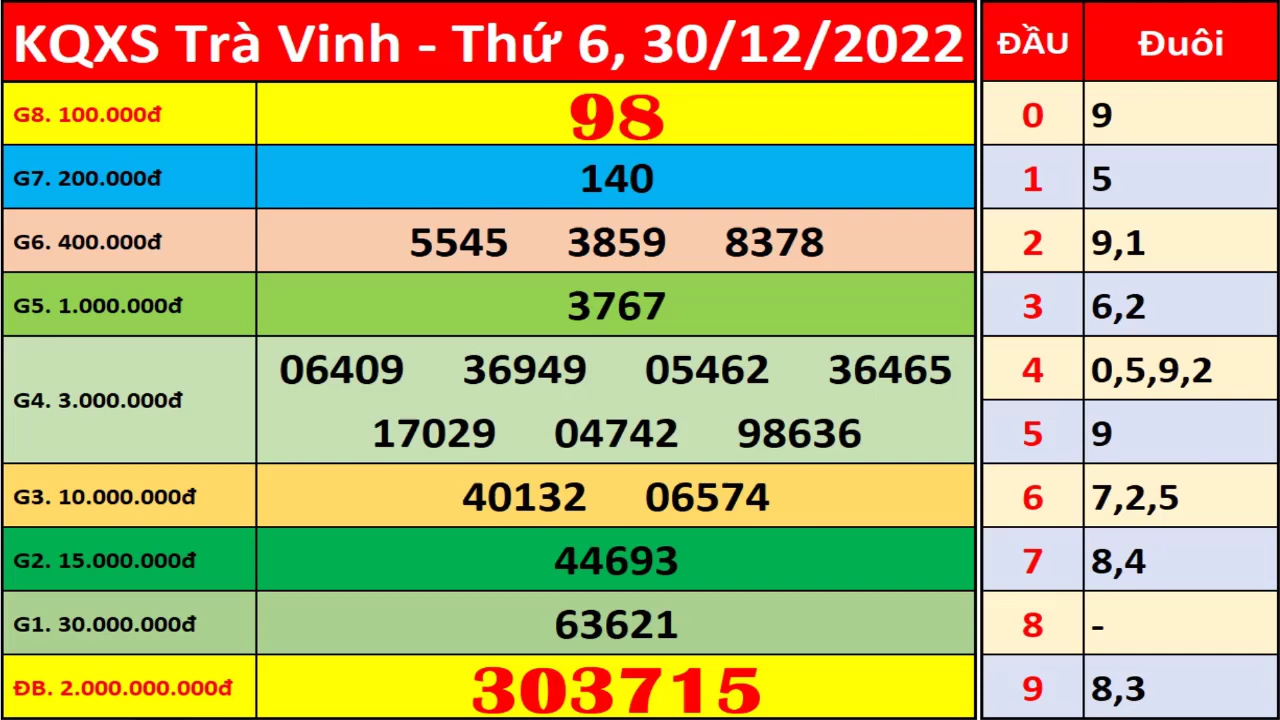 KQXS Trà Vinh - Thứ 6, 30/12/2022
G8. 100.000đ 98
G7. 200.000đ 140
G6. 400.000đ 5545 3859 8378
G5. 1.000.000đ 3767
G4. 3.000.000đ 06409 36949 05462 36465
17029 04742 98636
G3. 10.000.000đ 40132 06574
G2. 15.000.000đ 44693
G1. 30.000.000đ 63621
ĐB. 2.000.000.000đ 303715
ĐẦU Đuôi
0 9
1 5
2 9,1
3 6,2
4 0,5,9,2
5 9
6 7,2,5
7 8,4
8 -
9 8,3